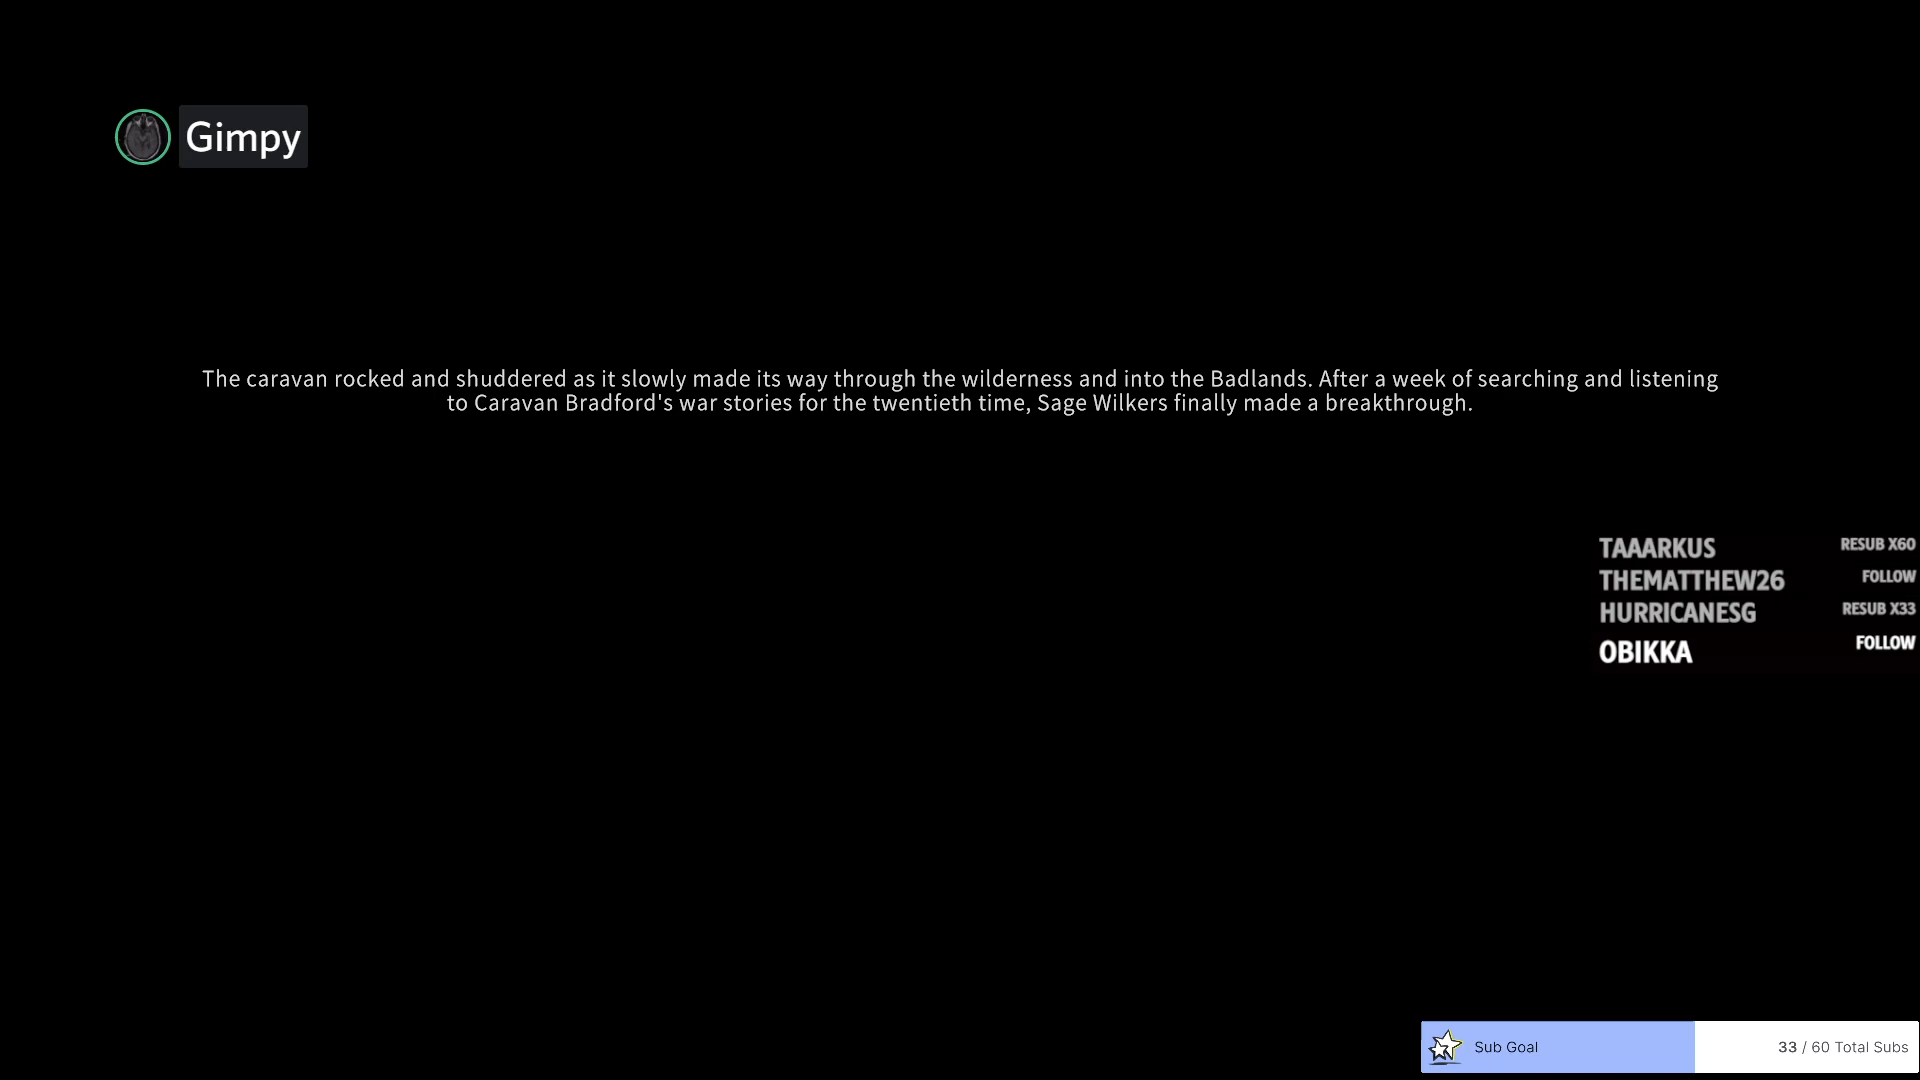 Gimpy
The caravan rocked and shuddered as it slowly made its way through the wilderness and into the Badlands. After a week of searching and listening
to Caravan Bradford's war stories for the twentieth time, Sage Wilkers finally made a breakthrough.
TAAARKUS RESUB X60
THEMATTHEW26 FOLLOW
HURRICANESG RESUB X33
OBIKKA FOLLOW
Sub Goal 33 / 60 Total Subs